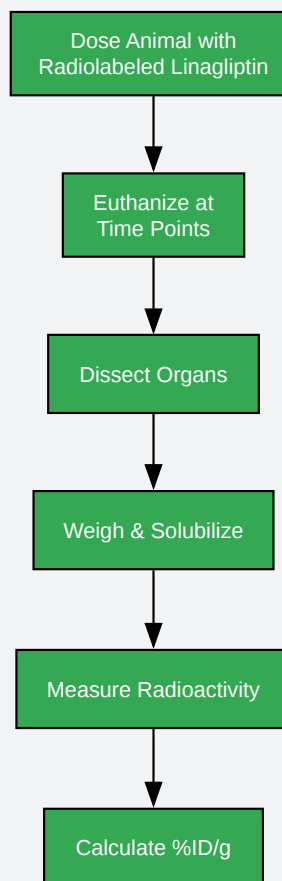 Dose Animal with
Radiolabeled Linagliptin
Euthanize at
Time Points
Dissect Organs
Weigh & Solubilize
Measure Radioactivity
Calculate %ID/g